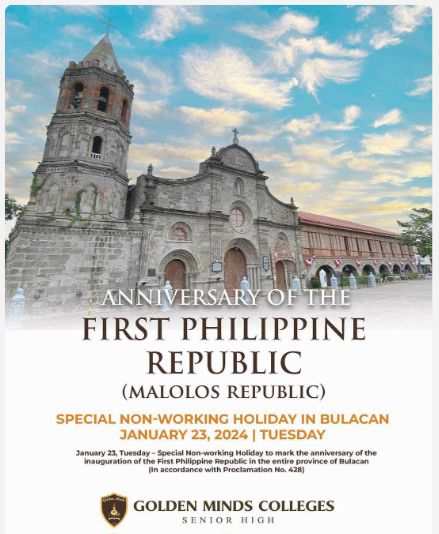 ANNIVERSARY OF THE
FIRST PHILIPPINE
REPUBLIC
(MALOLOS REPUBLIC)
SPECIAL NON-WORKING HOLIDAY IN BULACAN
JANUARY 23, 2024 | TUESDAY
January 23, Tuesday – Special Non-working Holiday to mark the anniversary of the
inauguration of the First Philippine Republic in the entire province of Bulacan
(In accordance with Proclamation No. 428)
GOLDEN MINDS COLLEGES
SENIOR HIGH